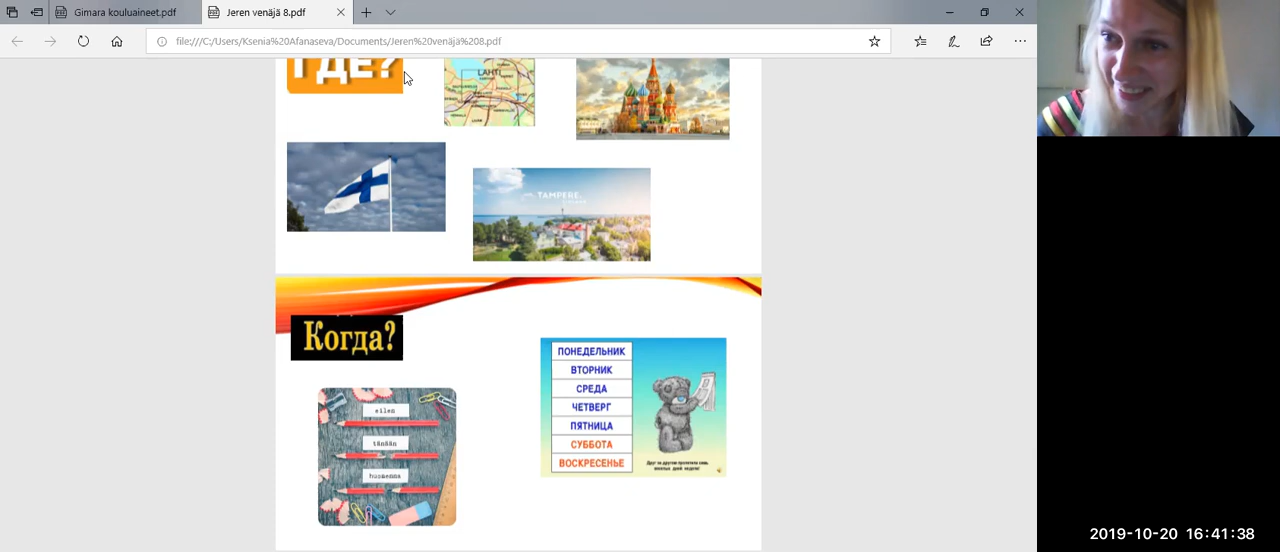 Gimara kouluaineet.pdf
Jeren venäjä 8.pdf
file:///C:/Users/Ksenia%20Afanaseva/Documents/Jeren%20venäjä%208.pdf
ГДЕ?
LAHTI
TAMPERE
Когда?
eilen
tänään
huomenna
ПОНЕДЕЛЬНИК
ВТОРНИК
СРЕДА
ЧЕТВЕРГ
ПЯТНИЦА
СУББОТА
ВОСКРЕСЕНЬЕ
2019-10-20 16:41:38